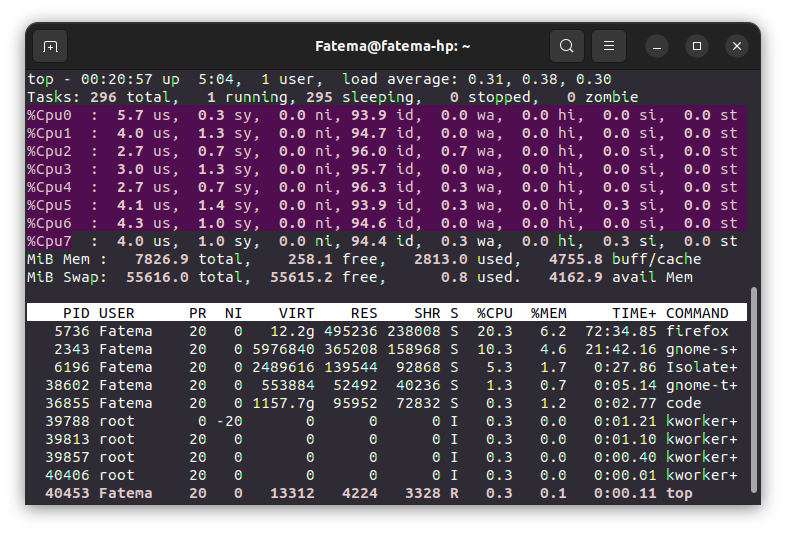 Fatema@fatema-hp: ~
top - 00:20:57 up  5:04,  1 user,  load average: 0.31, 0.38, 0.30
Tasks: 296 total,   1 running, 295 sleeping,   0 stopped,   0 zombie
%Cpu0  :  5.7 us,  0.3 sy,  0.0 ni, 93.9 id,  0.0 wa,  0.0 hi,  0.0 si,  0.0 st
%Cpu1  :  4.0 us,  1.3 sy,  0.0 ni, 94.7 id,  0.0 wa,  0.0 hi,  0.0 si,  0.0 st
%Cpu2  :  2.7 us,  0.7 sy,  0.0 ni, 96.0 id,  0.7 wa,  0.0 hi,  0.0 si,  0.0 st
%Cpu3  :  3.0 us,  1.3 sy,  0.0 ni, 95.7 id,  0.0 wa,  0.0 hi,  0.0 si,  0.0 st
%Cpu4  :  2.7 us,  0.7 sy,  0.0 ni, 96.3 id,  0.3 wa,  0.0 hi,  0.0 si,  0.0 st
%Cpu5  :  4.1 us,  1.4 sy,  0.0 ni, 93.9 id,  0.3 wa,  0.0 hi,  0.3 si,  0.0 st
%Cpu6  :  4.3 us,  1.0 sy,  0.0 ni, 94.6 id,  0.0 wa,  0.0 hi,  0.0 si,  0.0 st
%Cpu7  :  4.0 us,  1.0 sy,  0.0 ni, 94.4 id,  0.3 wa,  0.0 hi,  0.3 si,  0.0 st
MiB Mem :   7826.9 total,    258.1 free,   2813.0 used,   4755.8 buff/cache
MiB Swap:  55616.0 total,  55615.2 free,      0.8 used.   4162.9 avail Mem
PID USER      PR  NI    VIRT    RES    SHR S  %CPU  %MEM     TIME+ COMMAND
5736 Fatema    20   0   12.2g 495236 238008 S  20.3   6.2  72:34.85 firefox
2343 Fatema    20   0 5976840 365208 158968 S  10.3   4.6  21:42.16 gnome-s+
6196 Fatema    20   0 2489616 139544  92868 S   5.3   1.7   0:27.86 Isolate+
38602 Fatema    20   0  553884  52492  40236 S   1.3   0.7   0:05.14 gnome-t+
36855 Fatema    20   0 1157.7g  95952  72832 S   0.3   1.2   0:02.77 code
39788 root       0 -20       0      0      0 I   0.3   0.0   0:01.21 kworker+
39813 root      20   0       0      0      0 I   0.3   0.0   0:01.10 kworker+
39857 root      20   0       0      0      0 I   0.3   0.0   0:00.40 kworker+
40406 root      20   0       0      0      0 I   0.3   0.0   0:00.01 kworker+
40453 Fatema    20   0   13312   4224   3328 R   0.3   0.1   0:00.11 top